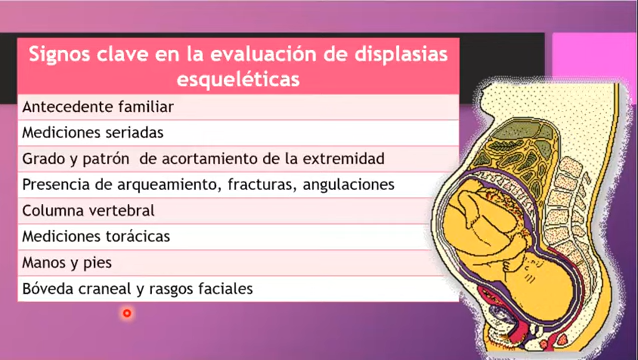 Signos clave en la evaluación de displasias
esqueléticas
Antecedente familiar
Mediciones seriadas
Grado y patrón de acortamiento de la extremidad
Presencia de arqueamiento, fracturas, angulaciones
Columna vertebral
Mediciones torácicas
Manos y pies
Bóveda craneal y rasgos faciales